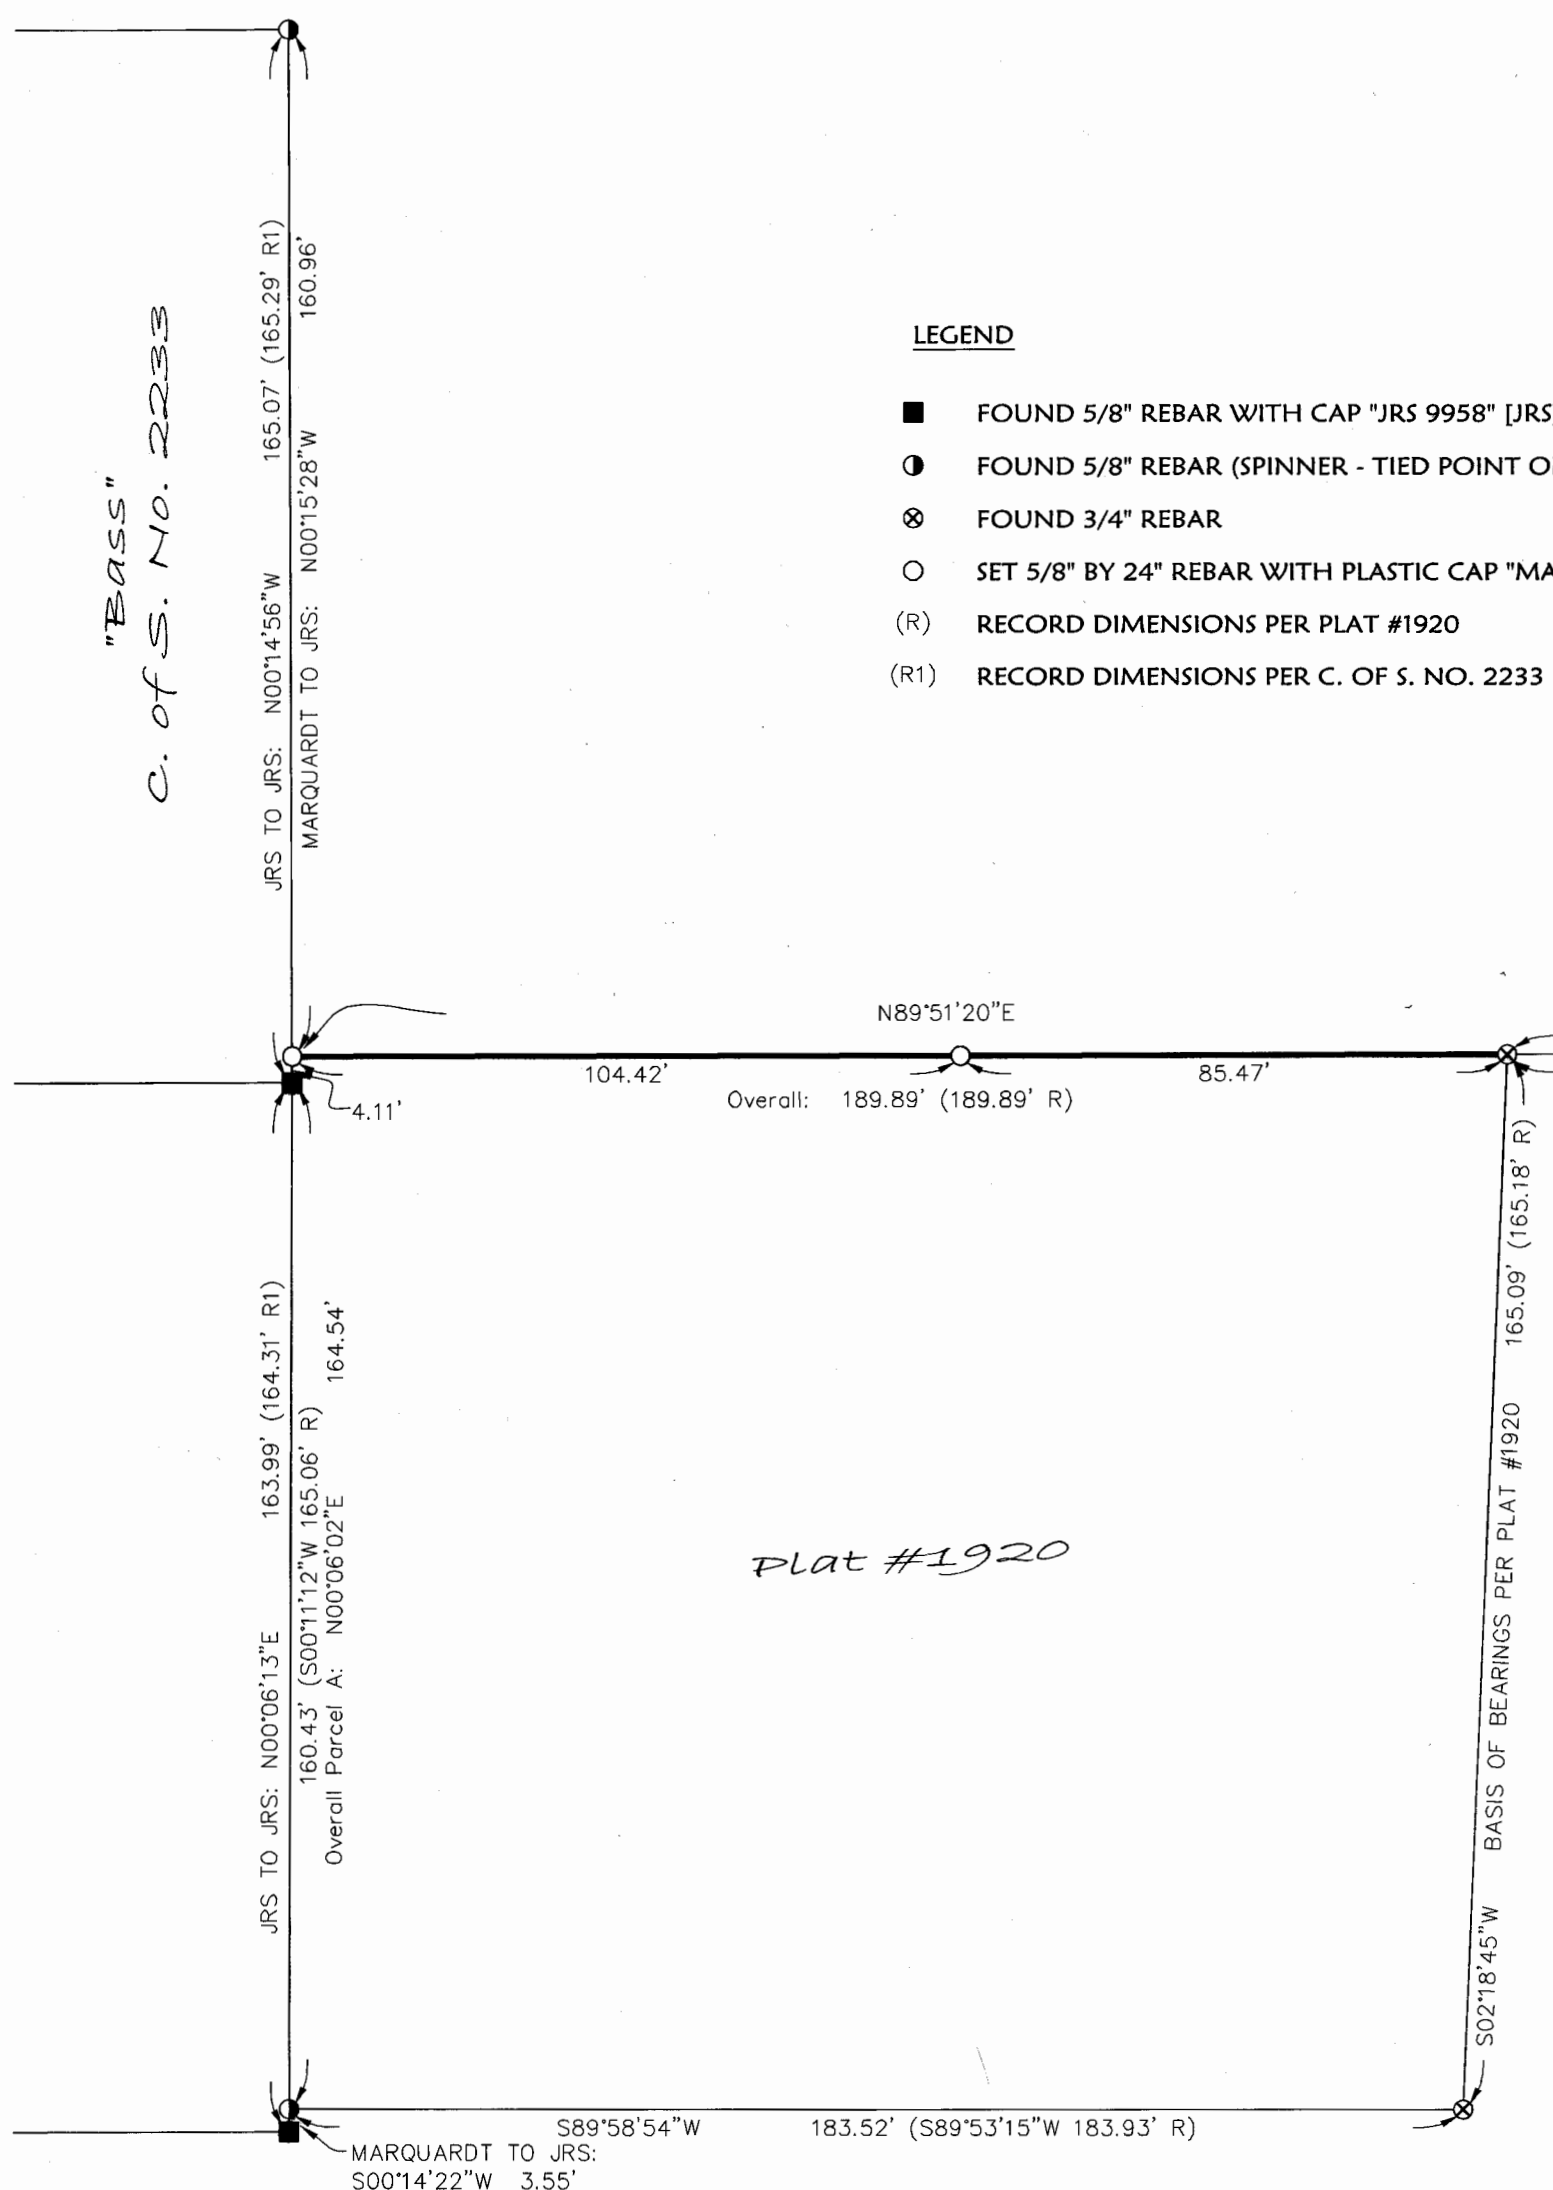 "Bass"
C. of S. No. 2233
JRS TO JRS: N00°14'56"W 165.07' (165.29' R1)
MARQUARDT TO JRS: N00°15'28"W 160.96'
LEGEND
FOUND 5/8" REBAR WITH CAP "JRS 9958" [JRS
FOUND 5/8" REBAR (SPINNER - TIED POINT O
FOUND 3/4" REBAR
SET 5/8" BY 24" REBAR WITH PLASTIC CAP "MA
(R) RECORD DIMENSIONS PER PLAT #1920
(R1) RECORD DIMENSIONS PER C. OF S. NO. 2233
N89°51'20"E
104.42'
85.47'
Overall: 189.89' (189.89' R)
4.11'
JRS TO JRS: N00°06'13"E 163.99' (164.31' R1)
160.43' (S00°11'12"W 165.06' R)
Overall Parcel A: N00°06'02"E 164.54'
Plat #1920
S02°18'45"W BASIS OF BEARINGS PER PLAT #1920 165.09' (165.18' R)
S89°58'54"W 183.52' (S89°53'15"W 183.93' R)
MARQUARDT TO JRS:
S00°14'22"W 3.55'